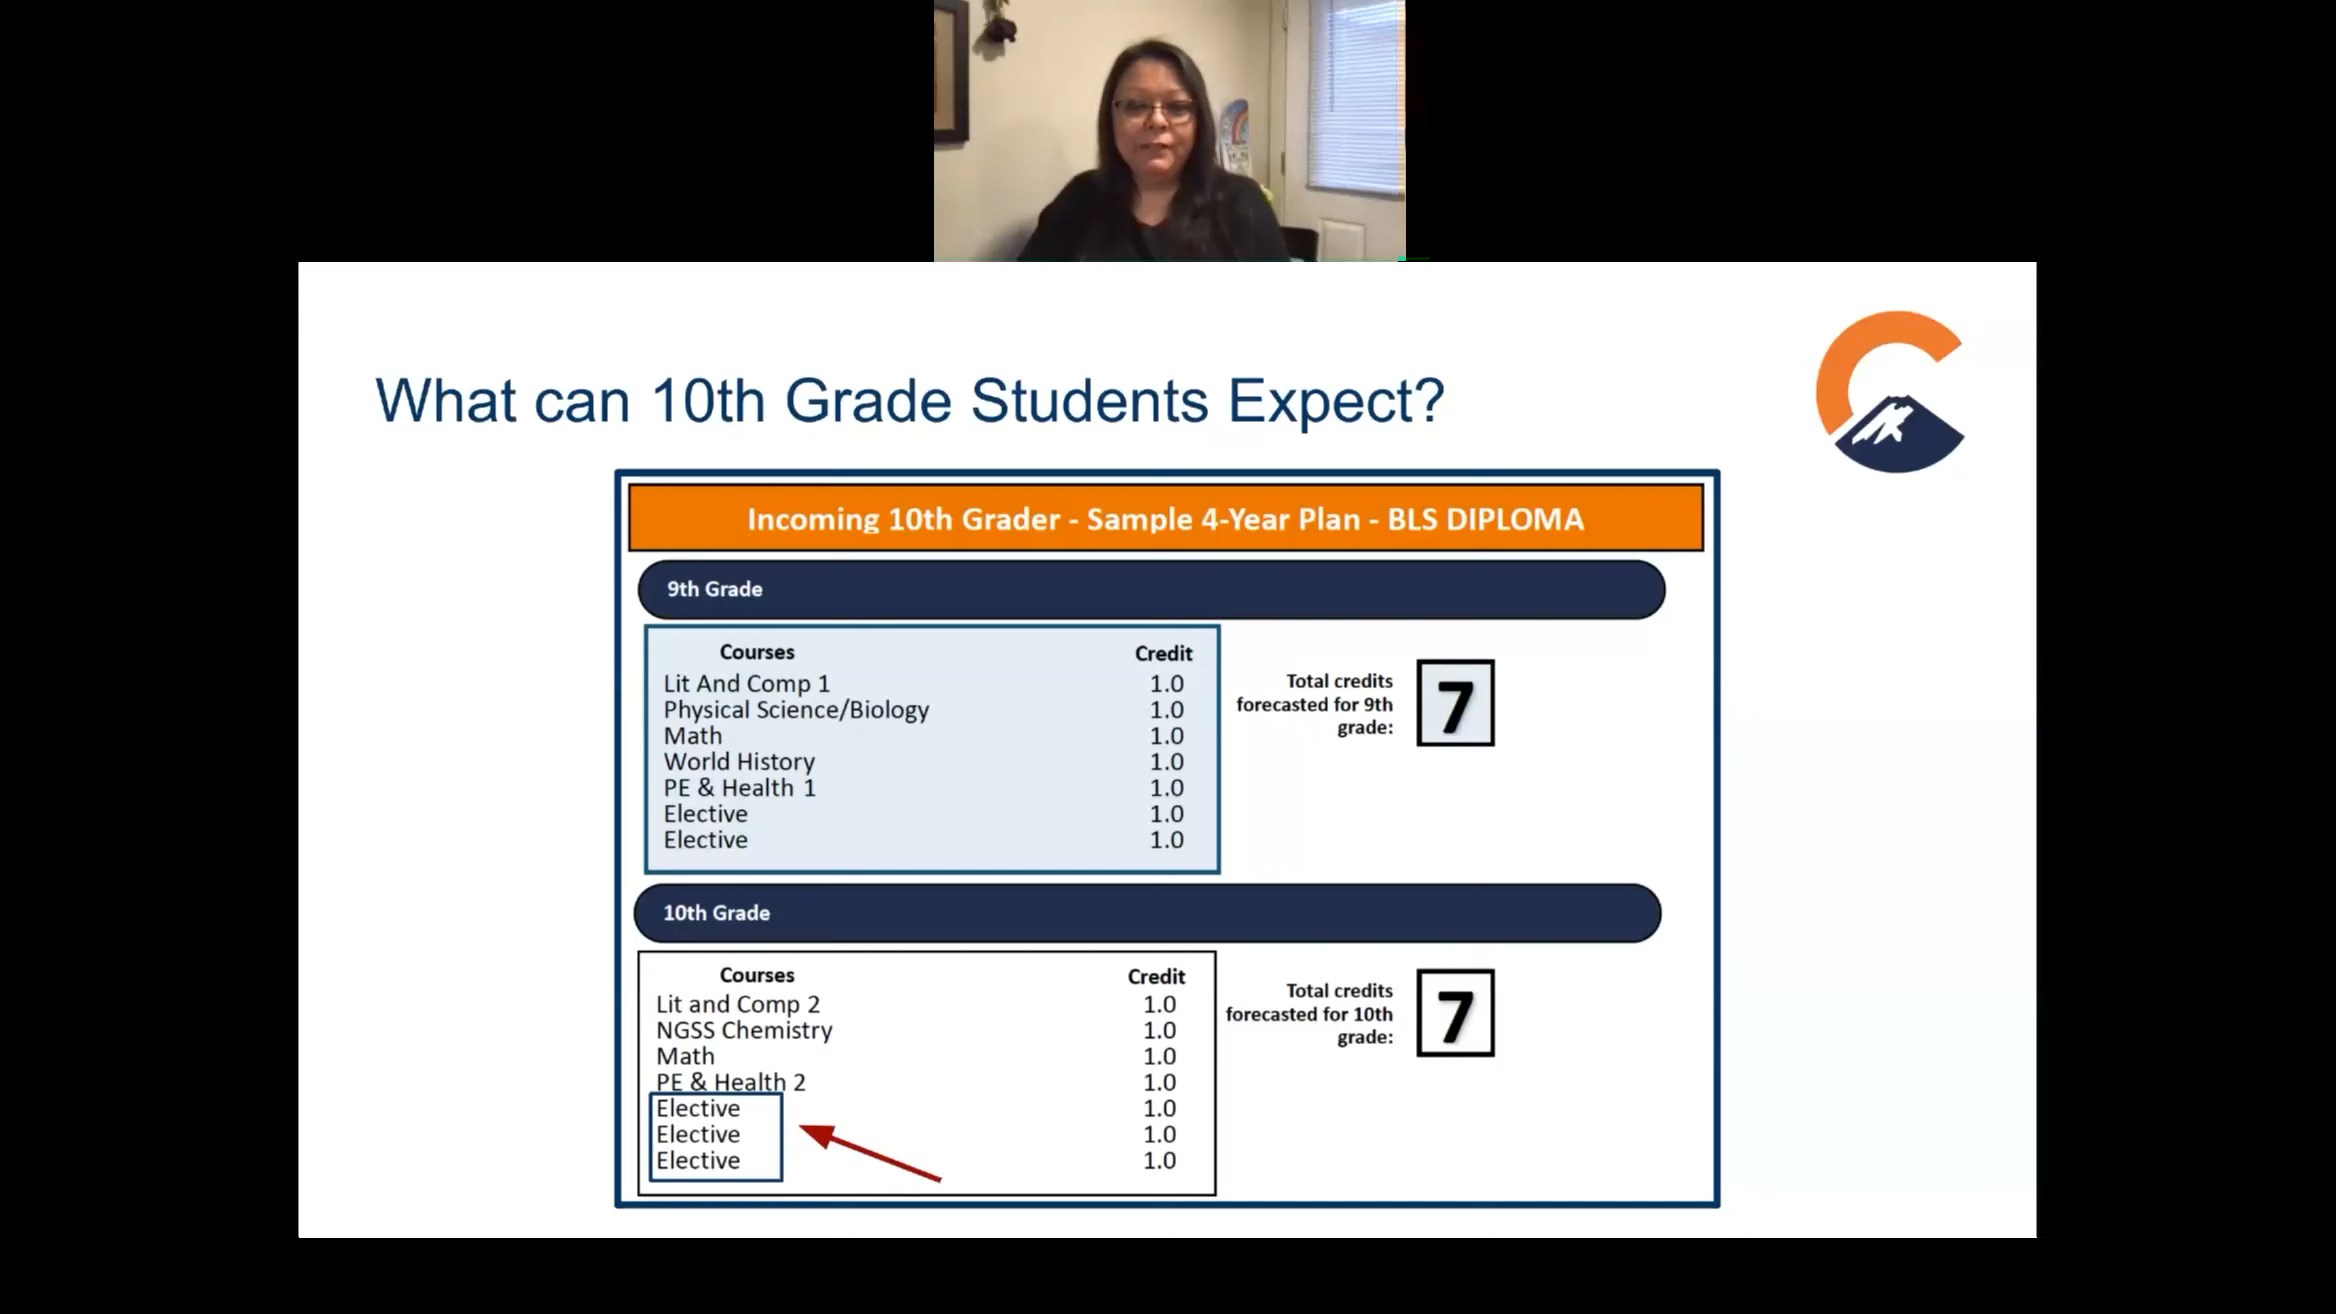 What can 10th Grade Students Expect?
Incoming 10th Grader - Sample 4-Year Plan - BLS DIPLOMA
9th Grade
Courses Credit
Lit And Comp 1 1.0
Physical Science/Biology 1.0
Math 1.0
World History 1.0
PE & Health 1 1.0
Elective 1.0
Elective 1.0
Total credits
forecasted for 9th
grade:
7
10th Grade
Courses Credit
Lit and Comp 2 1.0
NGSS Chemistry 1.0
Math 1.0
PE & Health 2 1.0
Elective 1.0
Elective 1.0
Elective 1.0
Total credits
forecasted for 10th
grade:
7